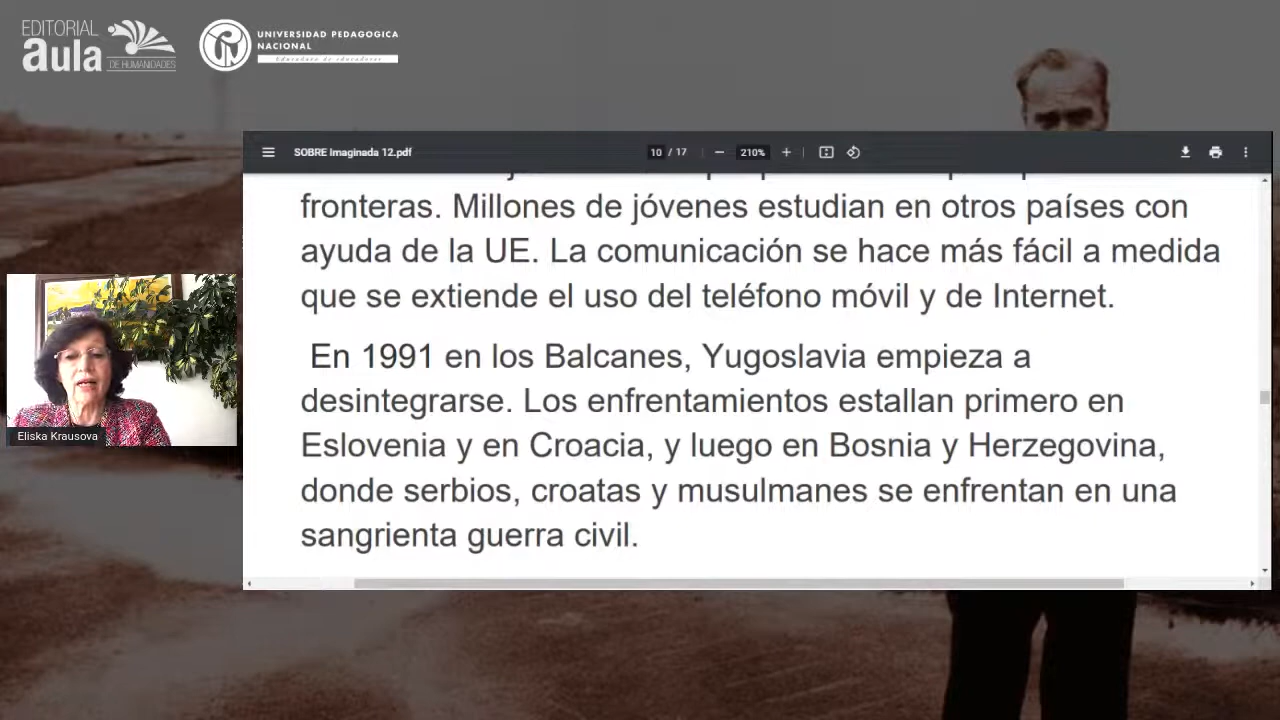 EDITORIAL
aula
DE HUMANIDADES
UNIVERSIDAD PEDAGOGICA
NACIONAL
Educadora de educadores
SOBRE Imaginada 12.pdf
10 / 17
210%
fronteras. Millones de jóvenes estudian en otros países con
ayuda de la UE. La comunicación se hace más fácil a medida
que se extiende el uso del teléfono móvil y de Internet.
En 1991 en los Balcanes, Yugoslavia empieza a
desintegrarse. Los enfrentamientos estallan primero en
Eslovenia y en Croacia, y luego en Bosnia y Herzegovina,
donde serbios, croatas y musulmanes se enfrentan en una
sangrienta guerra civil.
Eliska Krausova